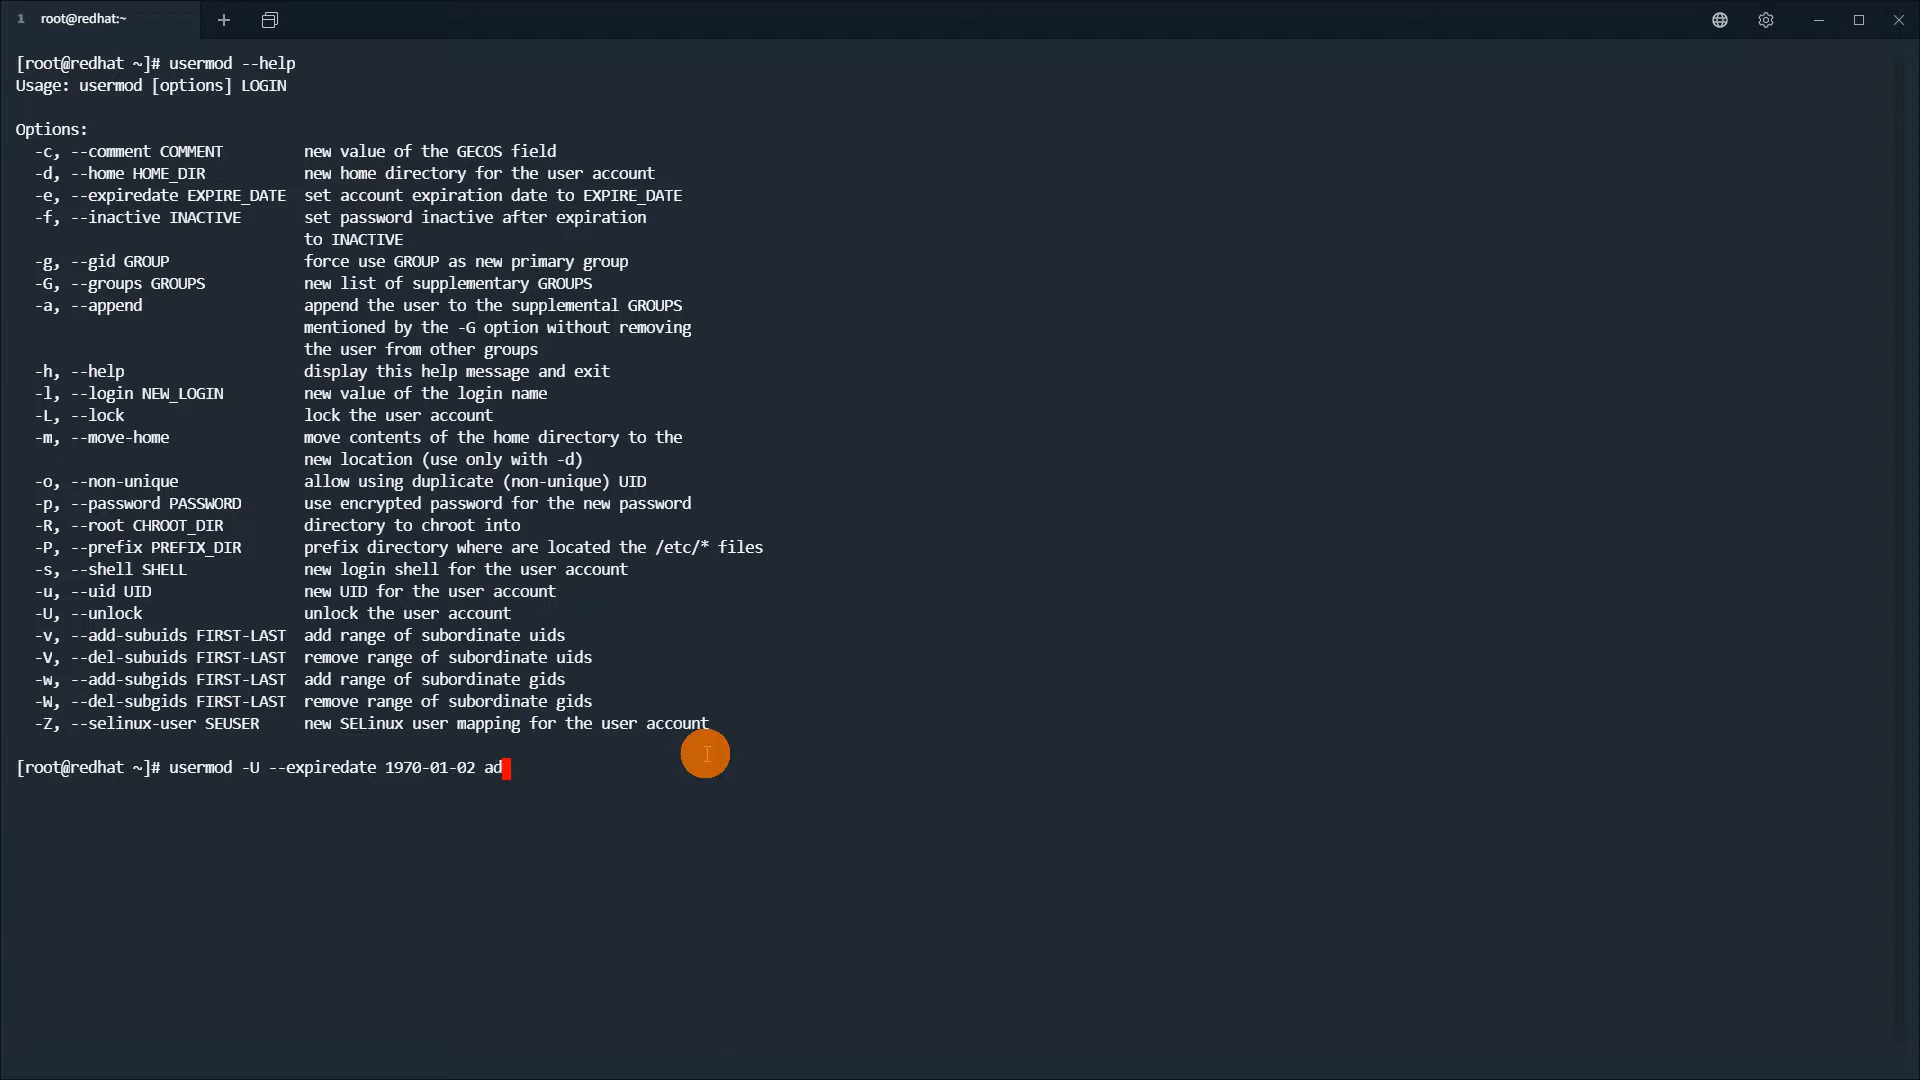 1 root@redhat:~
[root@redhat ~]# usermod --help
Usage: usermod [options] LOGIN
Options:
-c, --comment COMMENT new value of the GECOS field
-d, --home HOME_DIR new home directory for the user account
-e, --expiredate EXPIRE_DATE set account expiration date to EXPIRE_DATE
-f, --inactive INACTIVE set password inactive after expiration
to INACTIVE
-g, --gid GROUP force use GROUP as new primary group
-G, --groups GROUPS new list of supplementary GROUPS
-a, --append append the user to the supplemental GROUPS
mentioned by the -G option without removing
the user from other groups
-h, --help display this help message and exit
-l, --login NEW_LOGIN new value of the login name
-L, --lock lock the user account
-m, --move-home move contents of the home directory to the
new location (use only with -d)
-o, --non-unique allow using duplicate (non-unique) UID
-p, --password PASSWORD use encrypted password for the new password
-R, --root CHROOT_DIR directory to chroot into
-P, --prefix PREFIX_DIR prefix directory where are located the /etc/* files
-s, --shell SHELL new login shell for the user account
-u, --uid UID new UID for the user account
-U, --unlock unlock the user account
-v, --add-subuids FIRST-LAST add range of subordinate uids
-V, --del-subuids FIRST-LAST remove range of subordinate uids
-w, --add-subgids FIRST-LAST add range of subordinate gids
-W, --del-subgids FIRST-LAST remove range of subordinate gids
-Z, --selinux-user SEUSER new SELinux user mapping for the user account
[root@redhat ~]# usermod -U --expiredate 1970-01-02 ad